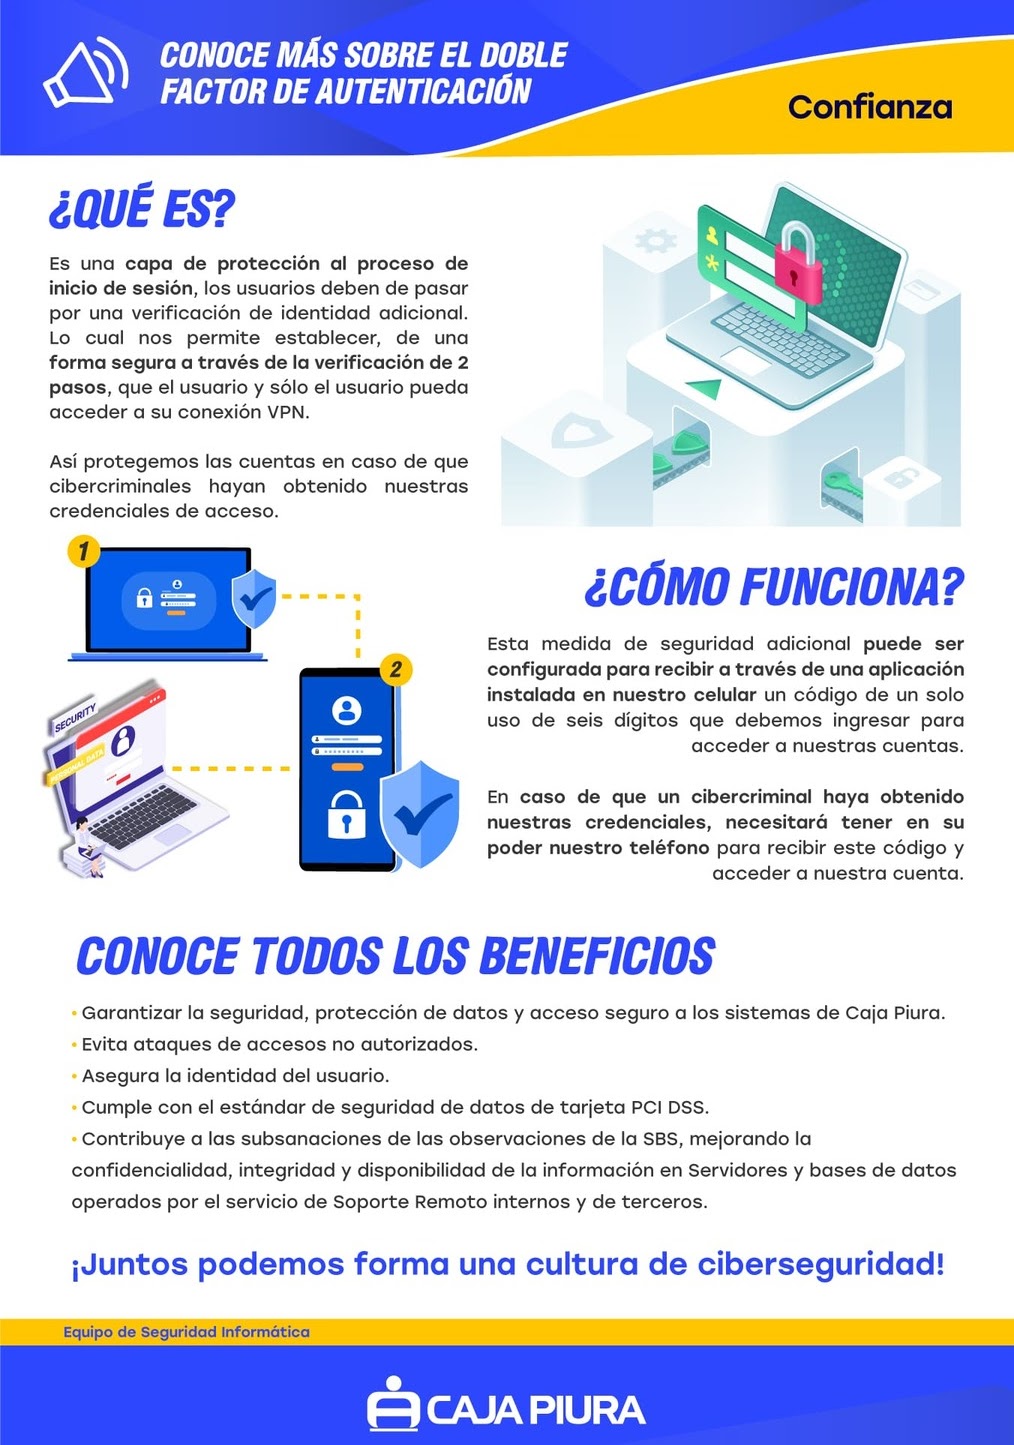 CONOCE MÁS SOBRE EL DOBLE
FACTOR DE AUTENTICACIÓN
Confianza
¿QUÉ ES?
Es una capa de protección al proceso de
inicio de sesión, los usuarios deben de pasar
por una verificación de identidad adicional.
Lo cual nos permite establecer, de una
forma segura a través de la verificación de 2
pasos, que el usuario y sólo el usuario pueda
acceder a su conexión VPN.
Así protegemos las cuentas en caso de que
cibercriminales hayan obtenido nuestras
credenciales de acceso.
1
2
SECURITY
PERSONAL DATA
¿CÓMO FUNCIONA?
Esta medida de seguridad adicional puede ser
configurada para recibir a través de una aplicación
instalada en nuestro celular un código de un solo
uso de seis dígitos que debemos ingresar para
acceder a nuestras cuentas.
En caso de que un cibercriminal haya obtenido
nuestras credenciales, necesitará tener en su
poder nuestro teléfono para recibir este código y
acceder a nuestra cuenta.
CONOCE TODOS LOS BENEFICIOS
• Garantizar la seguridad, protección de datos y acceso seguro a los sistemas de Caja Piura.
• Evita ataques de accesos no autorizados.
• Asegura la identidad del usuario.
• Cumple con el estándar de seguridad de datos de tarjeta PCI DSS.
• Contribuye a las subsanaciones de las observaciones de la SBS, mejorando la
confidencialidad, integridad y disponibilidad de la información en Servidores y bases de datos
operados por el servicio de Soporte Remoto internos y de terceros.
¡Juntos podemos forma una cultura de ciberseguridad!
Equipo de Seguridad Informática
CAJA PIURA